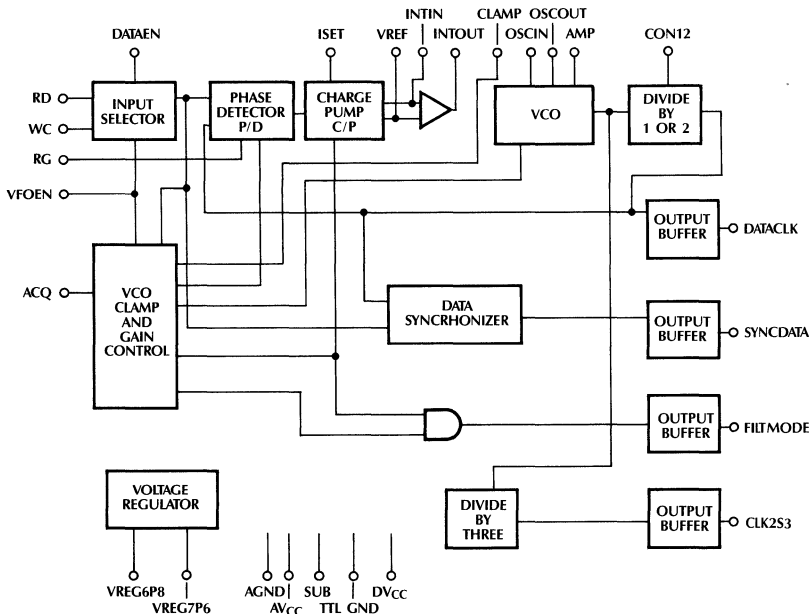 INTIN
CLAMP OSCOUT
DATAEN
ISET
VREF
INTOUT
OSCIN
AMP
CON12
RD
WC
RG
VFOEN
ACQ
INPUT
SELECTOR
PHASE
DETECTOR
P/D
CHARGE
PUMP
C/P
VCO
DIVIDE
BY
1 OR 2
OUTPUT
BUFFER
DATACLK
VCO
CLAMP
AND
GAIN
CONTROL
DATA
SYNCRHONIZER
OUTPUT
BUFFER
SYNCDATA
OUTPUT
BUFFER
FILTMODE
VOLTAGE
REGULATOR
DIVIDE
BY
THREE
OUTPUT
BUFFER
CLK2S3
VREG6P8
VREG7P6
AGND
AVCC
SUB
TTL GND
DVCC